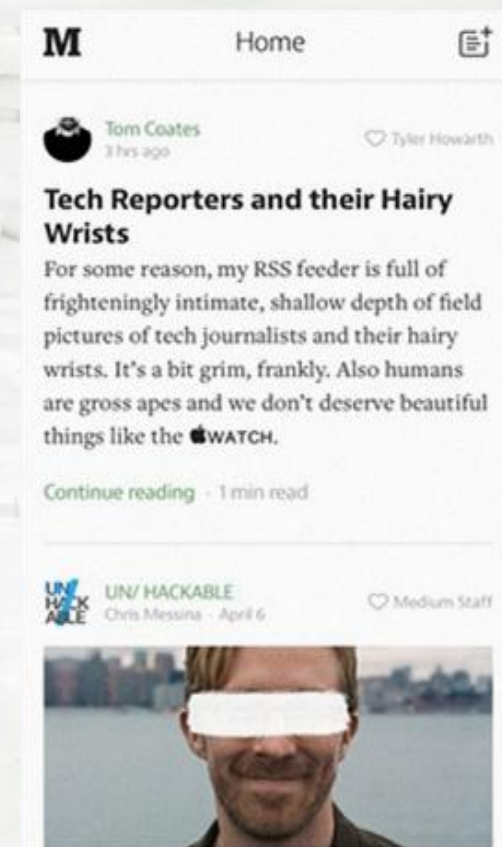 M Home
Tom Coates
3 hrs ago
Tyler Howarth
Tech Reporters and their Hairy
Wrists
For some reason, my RSS feeder is full of
frighteningly intimate, shallow depth of field
pictures of tech journalists and their hairy
wrists. It's a bit grim, frankly. Also humans
are gross apes and we don't deserve beautiful
things like the WATCH.
Continue reading · 1 min read
UN/
HACK
ABLE
UN/ HACKABLE
Chris Messina · April 6
Medium Staff